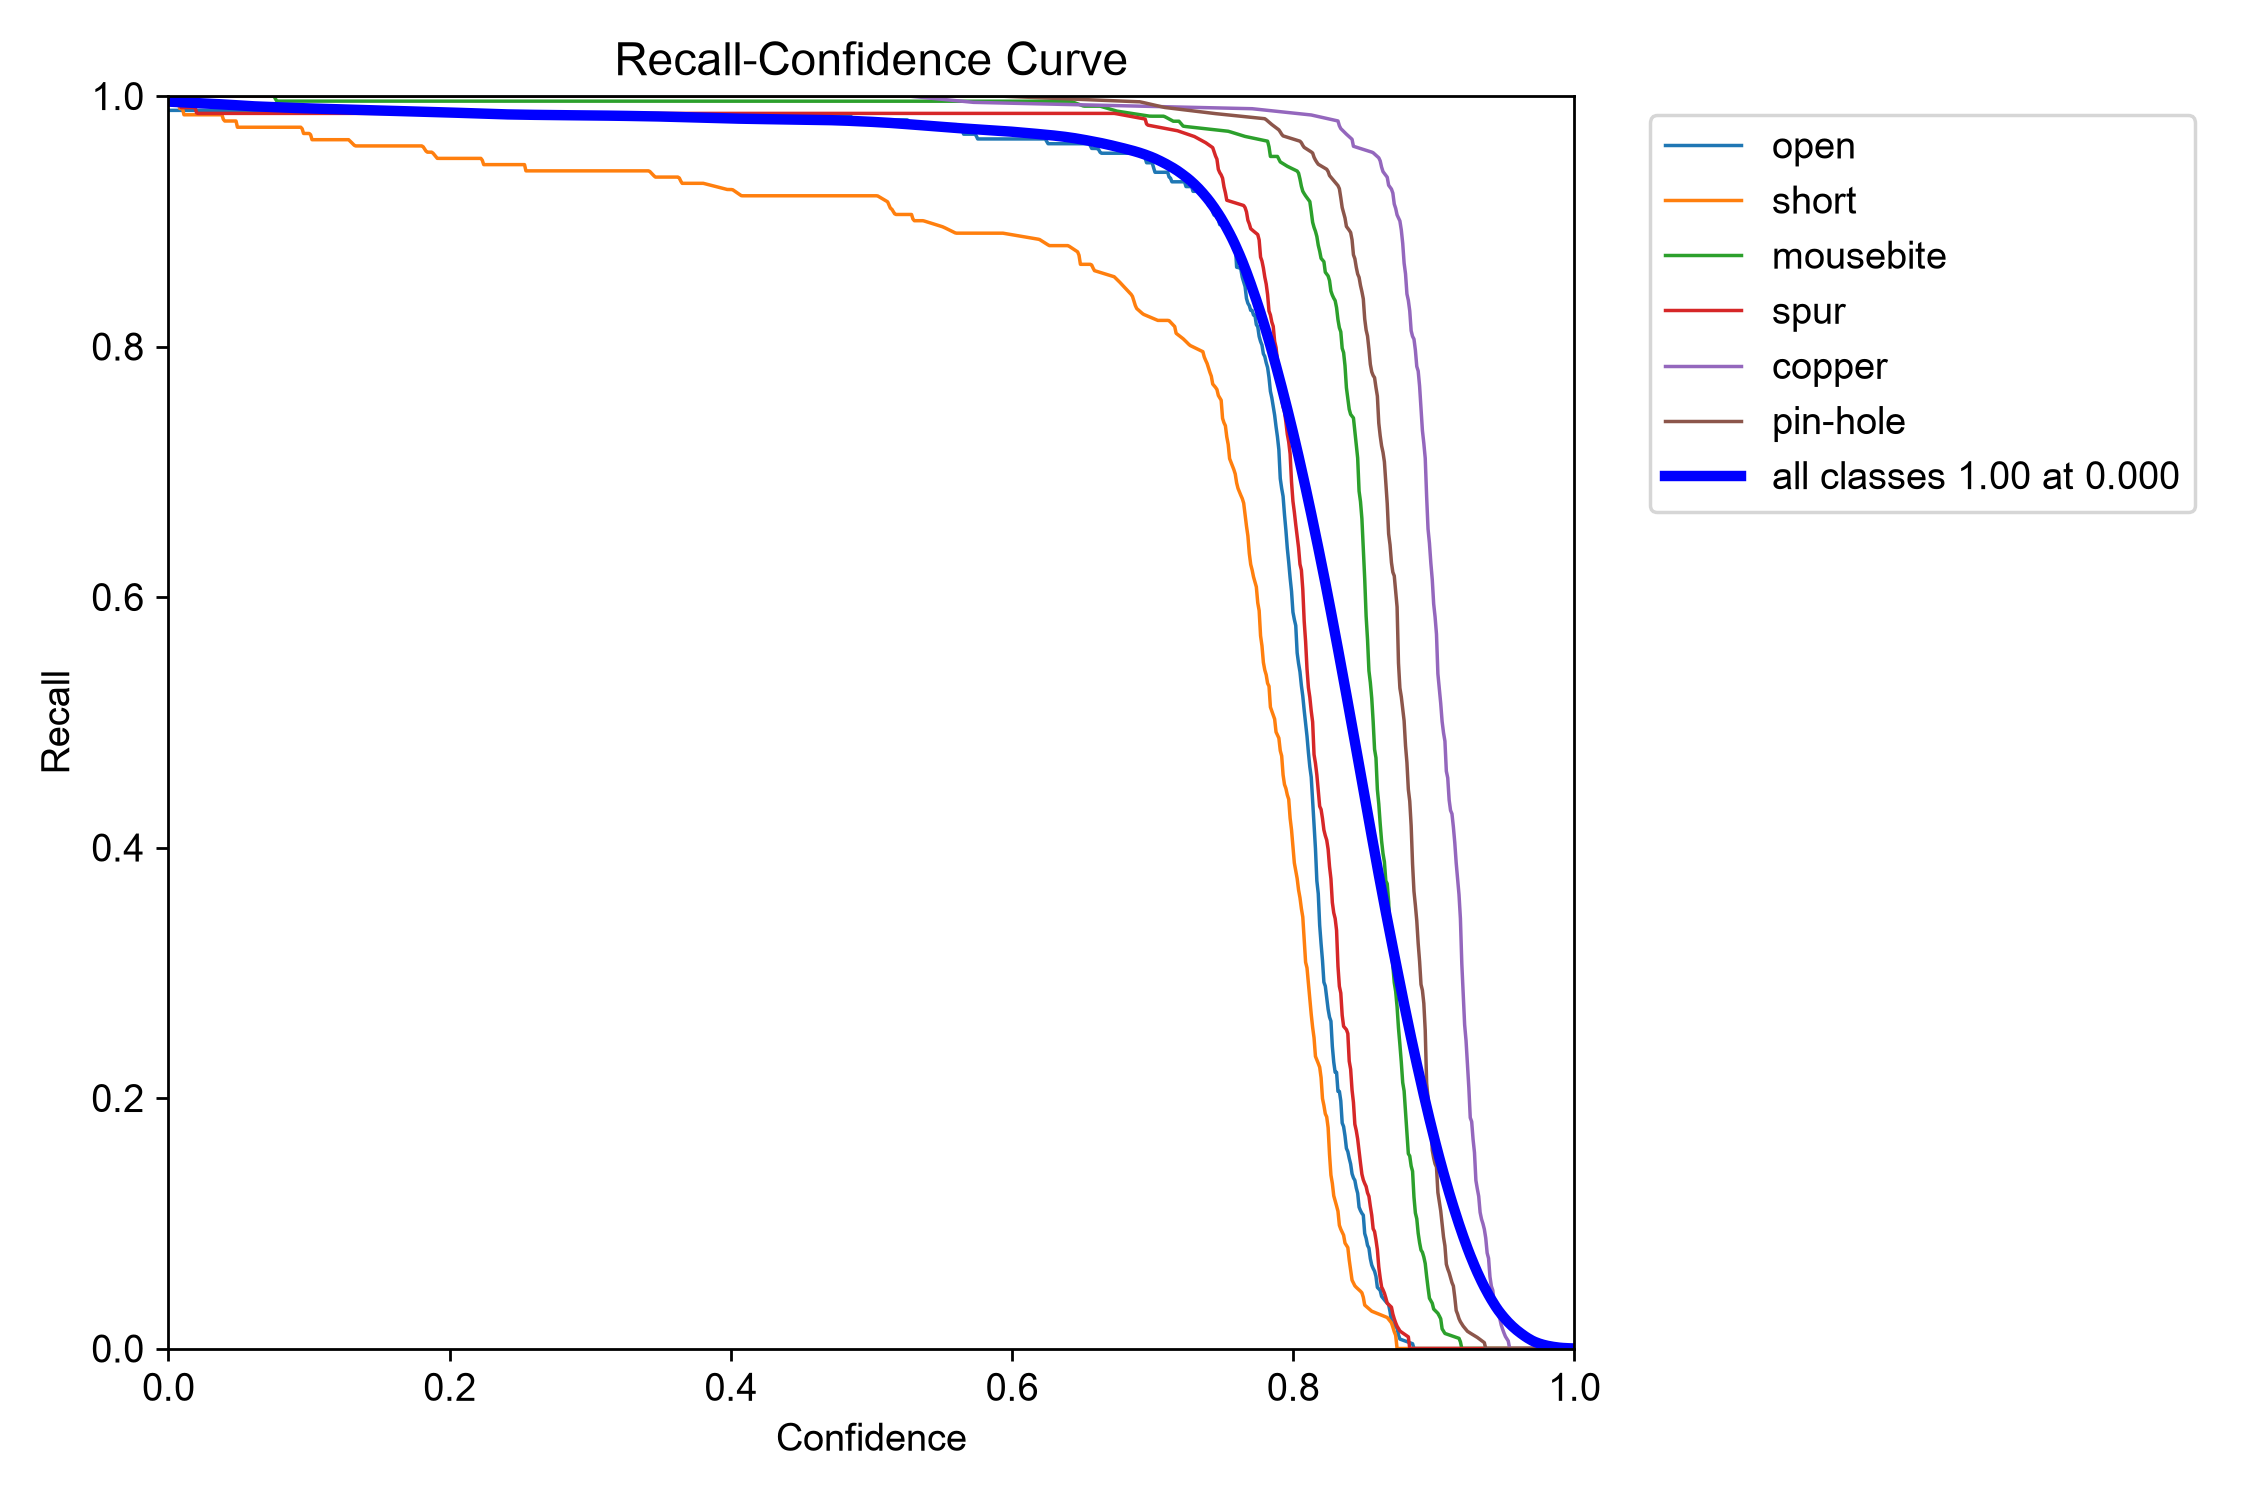 Recall-Confidence Curve
1.0
0.8
0.6
0.4
0.2
0.0
Recall
0.0 0.2 0.4 0.6 0.8 1.0
Confidence
open
short
mousebite
spur
copper
pin-hole
all classes 1.00 at 0.000